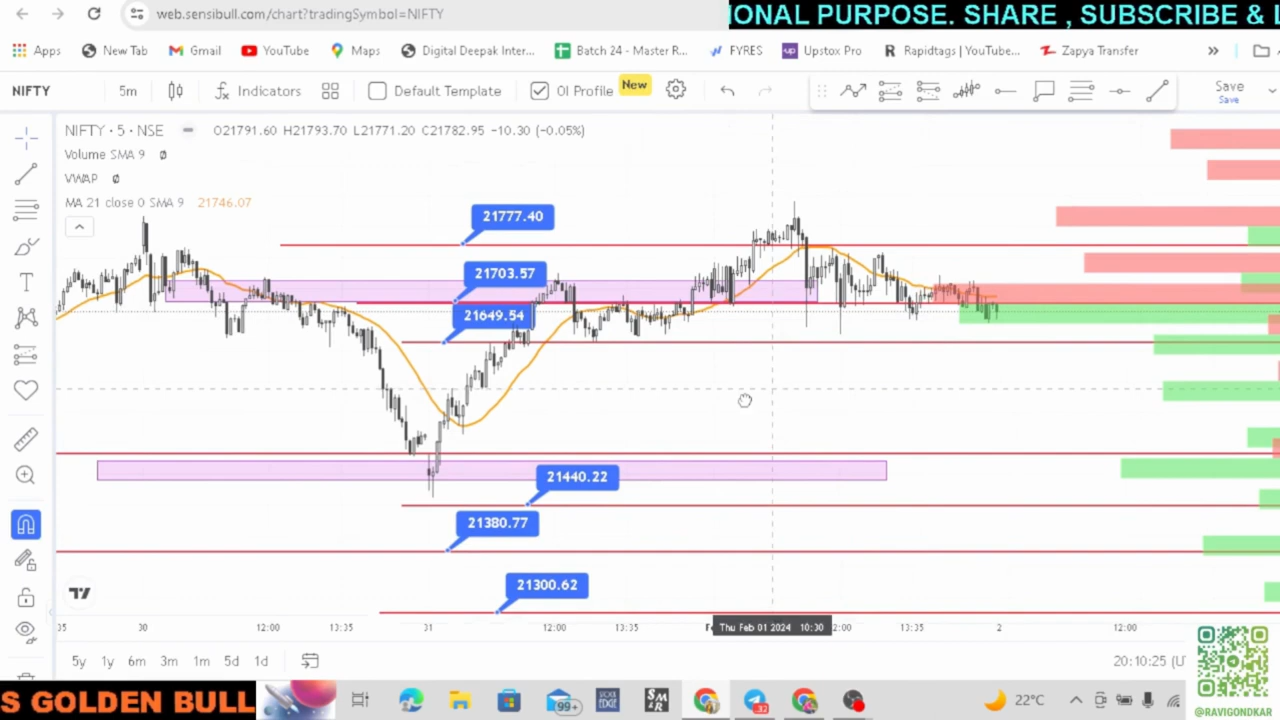 web.sensibull.com/chart?tradingSymbol=NIFTY
IONAL PURPOSE. SHARE , SUBSCRIBE & L
Apps
New Tab
Gmail
YouTube
Maps
Digital Deepak Inter...
Batch 24 - Master R...
FYRES
Upstox Pro
Rapidtags | YouTube...
Zapya Transfer
NIFTY
5m
Indicators
Default Template
OI Profile
New
Save
Save
NIFTY · 5 · NSE
O21791.60 H21793.70 L21771.20 C21782.95 −10.30 (−0.05%)
Volume SMA 9
VWAP
MA 21 close 0 SMA 9 21746.07
21777.40
21703.57
21649.54
21440.22
21380.77
21300.62
30
12:00
13:35
31
12:00
13:35
Thu Feb 01 2024 10:30
2:00
13:35
2
12:00
5y
1y
6m
3m
1m
5d
1d
20:10:25 (U
S GOLDEN BULL
99+
32
22°C
@RAVIGONDKAR